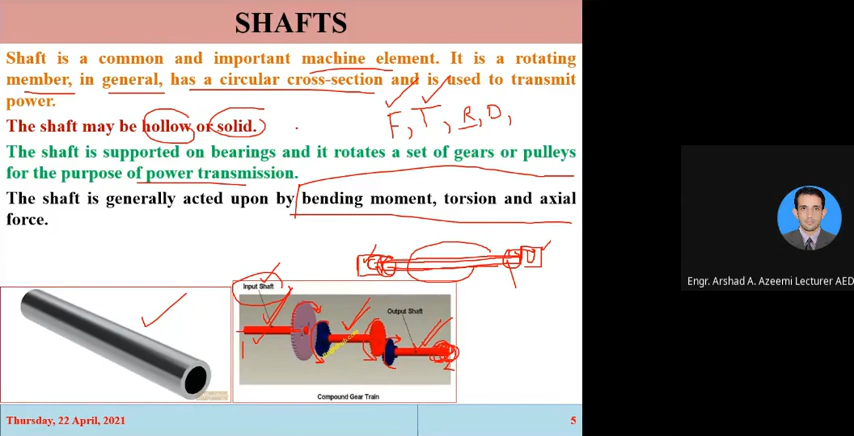 SHAFTS
Shaft is a common and important machine element. It is a rotating
member, in general, has a circular cross-section and is used to transmit
power.
F, T, R, D,
The shaft may be hollow or solid.
The shaft is supported on bearings and it rotates a set of gears or pulleys
for the purpose of power transmission.
The shaft is generally acted upon by bending moment, torsion and axial
force.
Input Shaft
Output Shaft
1
2
Compound Gear Train
Engr. Arshad A. Azeemi Lecturer AED
Thursday, 22 April, 2021
5